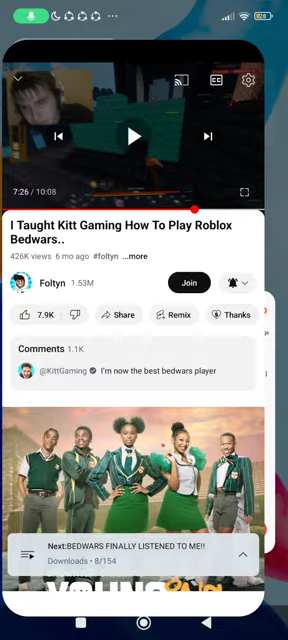 7:26 / 10:08
I Taught Kitt Gaming How To Play Roblox
Bedwars..
426K views 6 mo ago #foltyn ...more
Foltyn 1.53M
Join
7.9K
Share
Remix
Thanks
Comments 1.1K
@KittGaming I'm now the best bedwars player
Next:BEDWARS FINALLY LISTENED TO ME!!
Downloads • 8/154